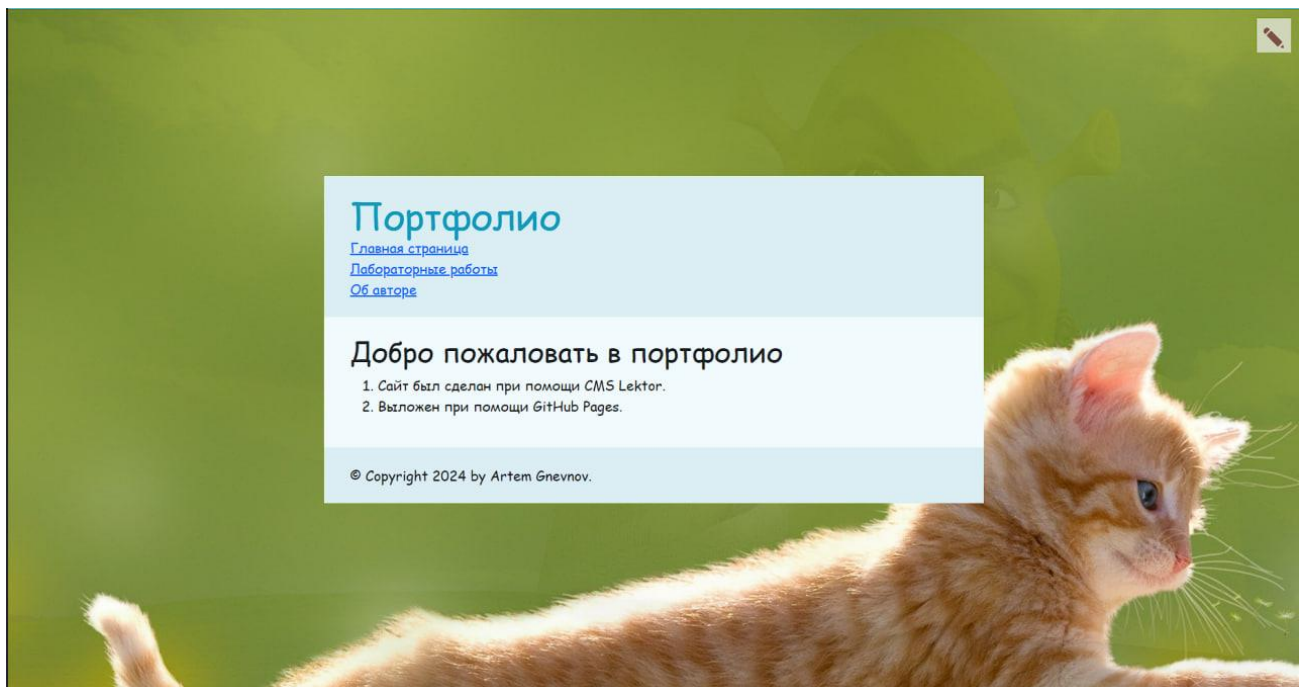 Портфолио
Главная страница
Лабораторные работы
Об авторе
Добро пожаловать в портфолио
1. Сайт был сделан при помощи CMS Lektor.
2. Выложен при помощи GitHub Pages.
© Copyright 2024 by Artem Gnevnov.